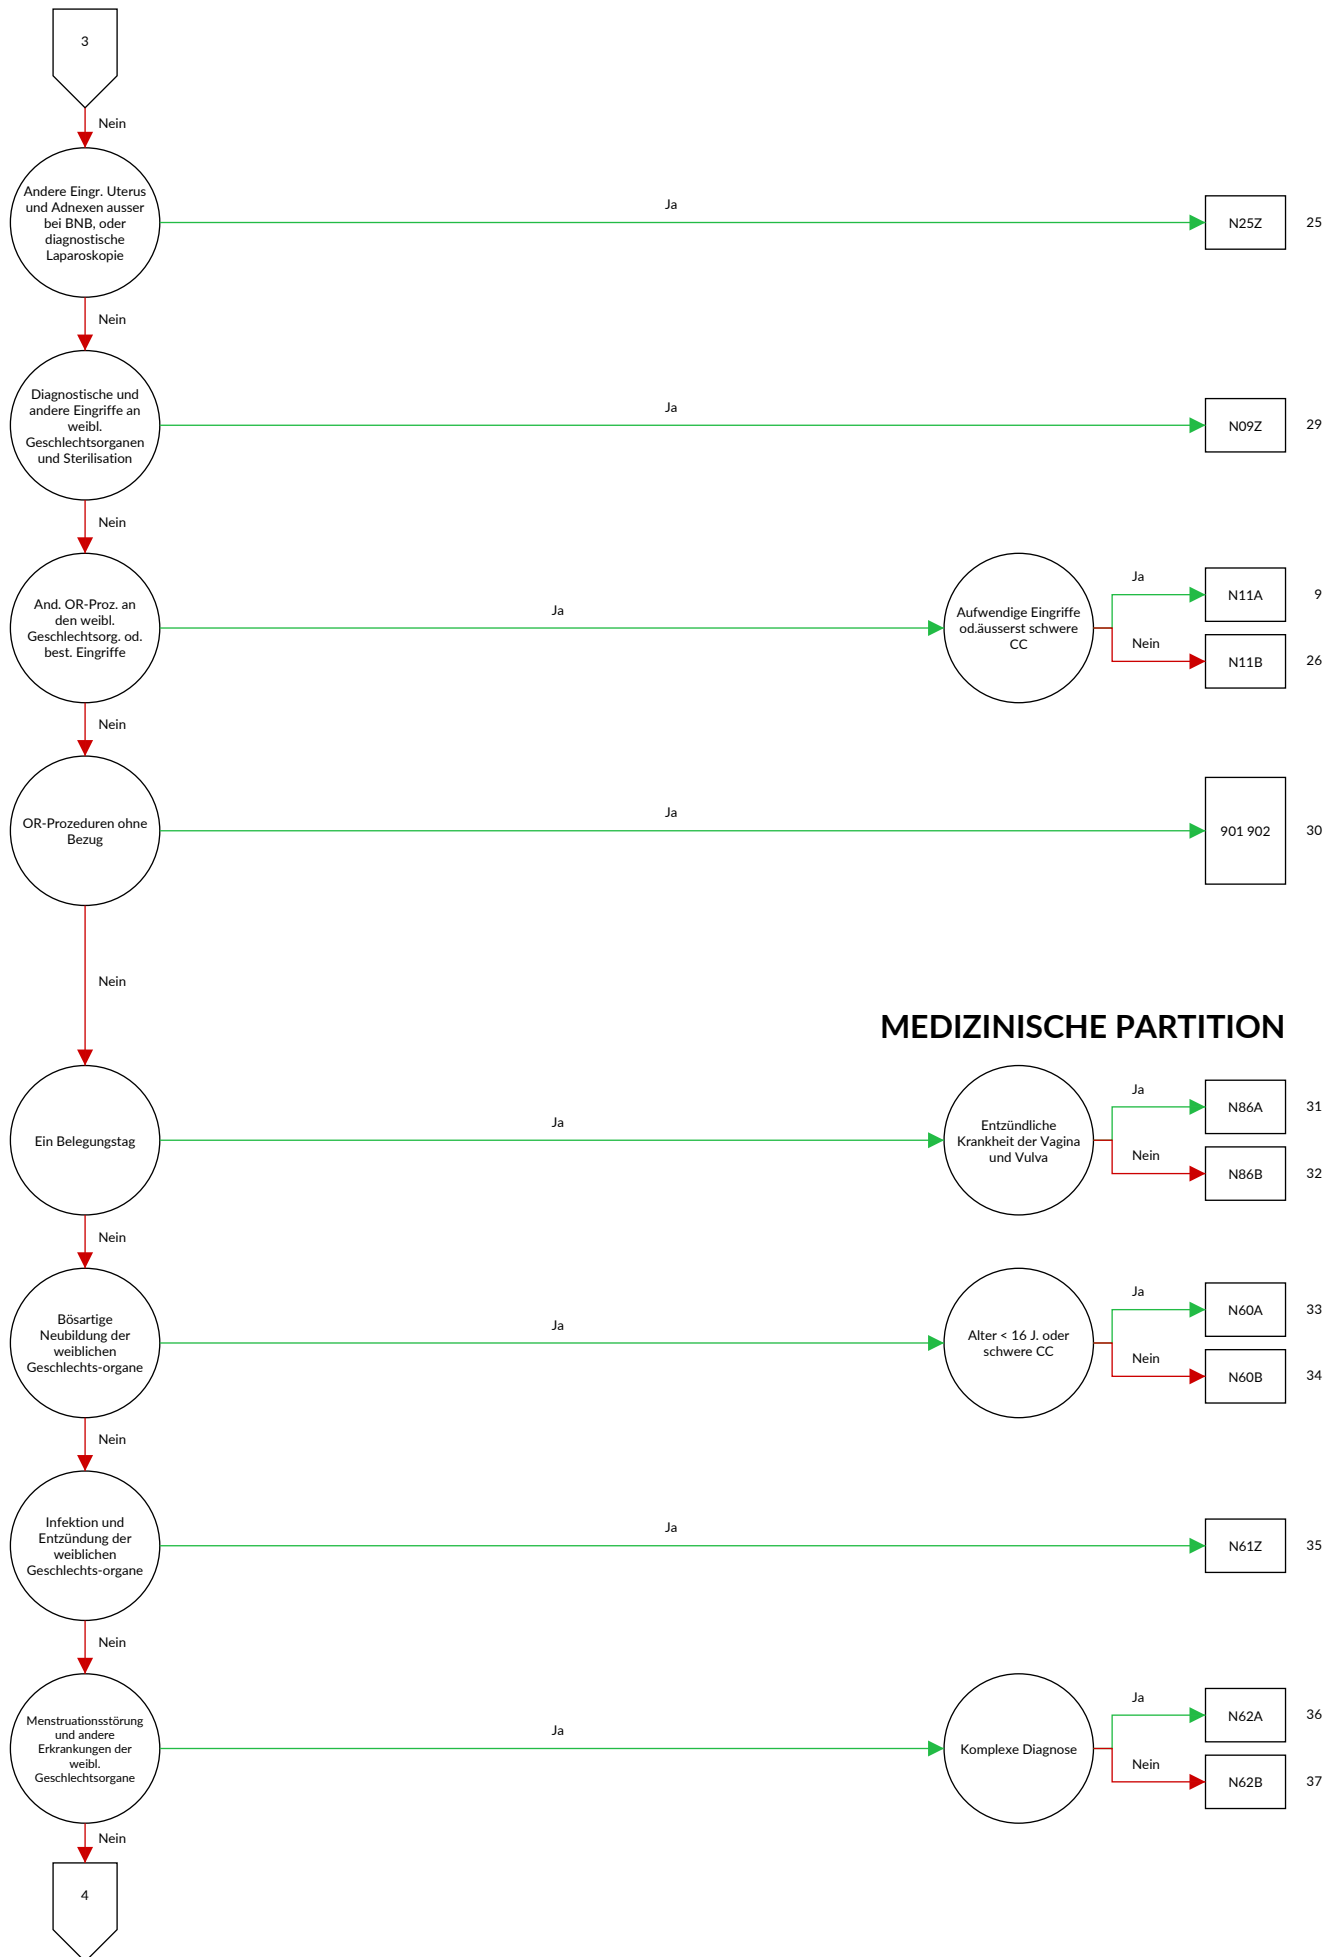 3
Nein
Andere Eingr. Uterus
und Adnexen ausser
bei BNB, oder
diagnostische
Laparoskopie
Ja
N25Z
25
Nein
Diagnostische und
andere Eingriffe an
weibl.
Geschlechtsorganen
und Sterilisation
Ja
N09Z
29
Nein
And. OR-Proz. an
den weibl.
Geschlechtsorg. od.
best. Eingriffe
Ja
Aufwendige Eingriffe
od.äusserst schwere
CC
Ja
N11A
9
Nein
N11B
26
Nein
OR-Prozeduren ohne
Bezug
Ja
901 902
30
Nein
MEDIZINISCHE PARTITION
Ein Belegungstag
Ja
Entzündliche
Krankheit der Vagina
und Vulva
Ja
N86A
31
Nein
N86B
32
Nein
Bösartige
Neubildung der
weiblichen
Geschlechts-organe
Ja
Alter < 16 J. oder
schwere CC
Ja
N60A
33
Nein
N60B
34
Nein
Infektion und
Entzündung der
weiblichen
Geschlechts-organe
Ja
N61Z
35
Nein
Menstruationsstörung
und andere
Erkrankungen der
weibl.
Geschlechtsorgane
Ja
Komplexe Diagnose
Ja
N62A
36
Nein
N62B
37
Nein
4